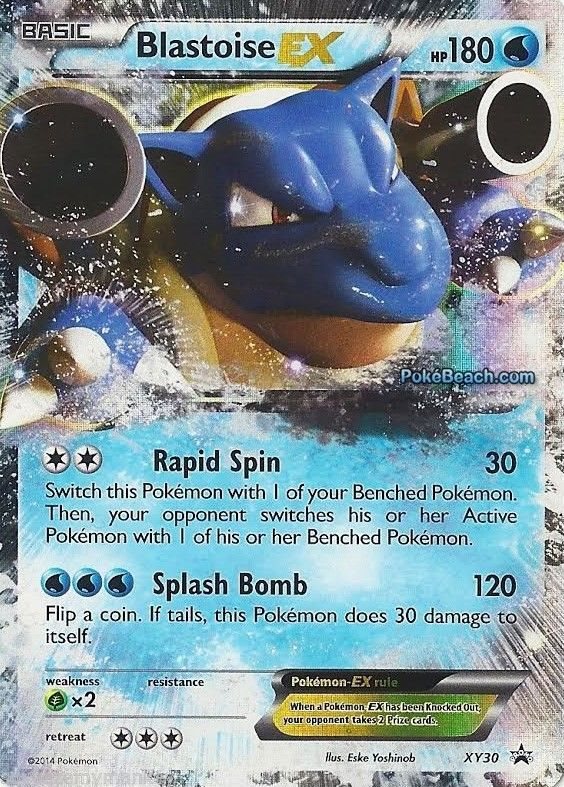 BASIC
Blastoise EX
HP180
PokéBeach.com
Rapid Spin 30
Switch this Pokémon with 1 of your Benched Pokémon.
Then, your opponent switches his or her Active
Pokémon with 1 of his or her Benched Pokémon.
Splash Bomb 120
Flip a coin. If tails, this Pokémon does 30 damage to
itself.
weakness resistance
×2
Pokémon-EX rule
When a Pokémon EX has been Knocked Out,
your opponent takes 2 Prize cards.
retreat
©2014 Pokémon
Illus. Eske Yoshinob
XY30